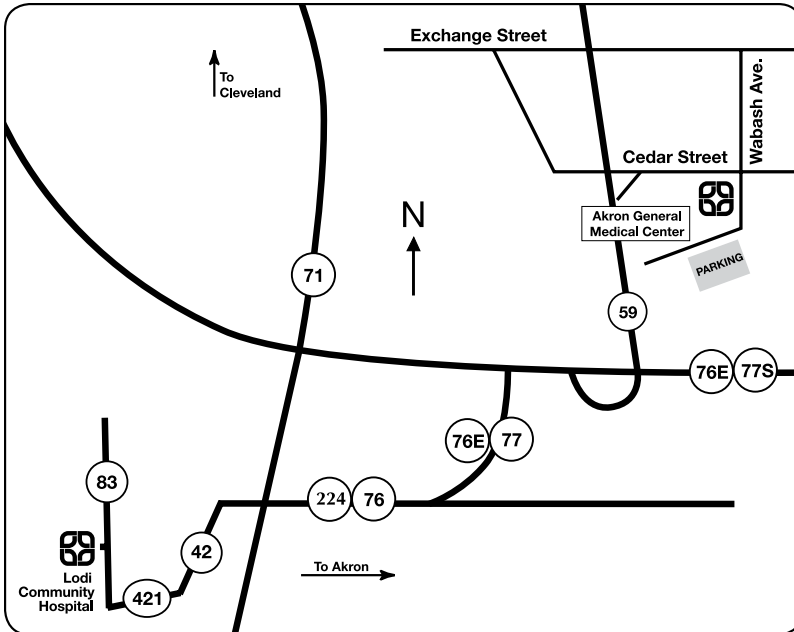 Exchange Street
To
Cleveland
Wabash Ave.
Cedar Street
N
Akron General
Medical Center
PARKING
71
59
76E
77S
76E
77
83
224
76
42
To Akron
Lodi
Community
Hospital
421